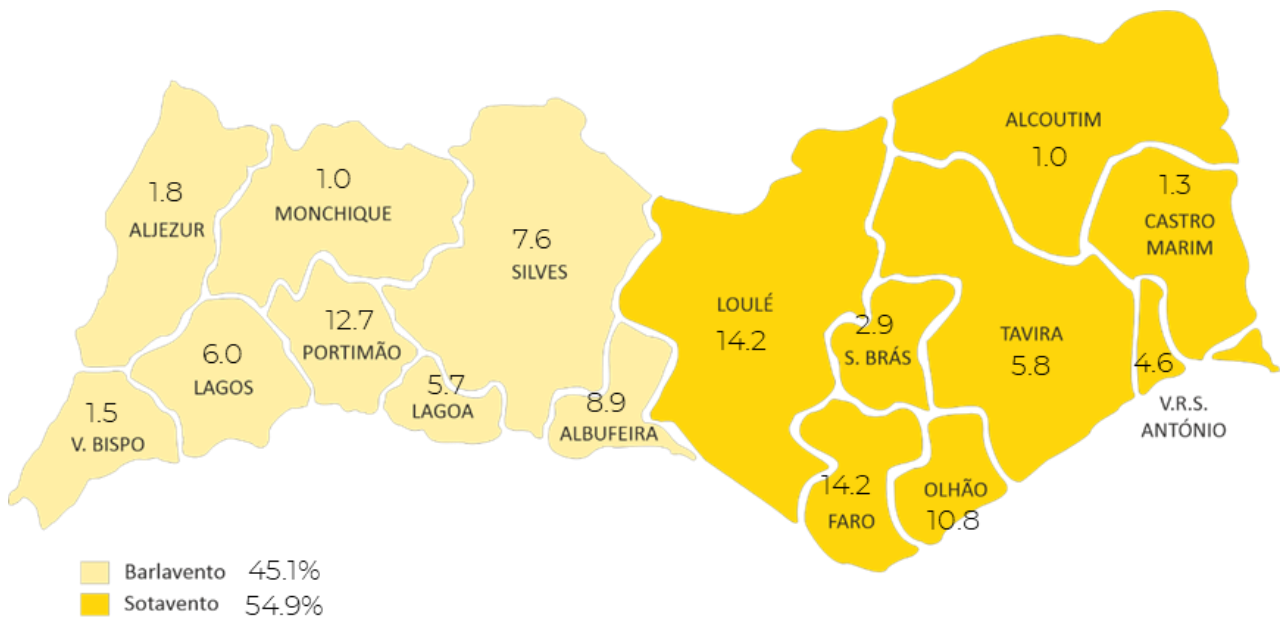 1.8
ALJEZUR
1.0
MONCHIQUE
7.6
SILVES
12.7
PORTIMÃO
6.0
LAGOS
1.5
V. BISPO
5.7
LAGOA
8.9
ALBUFEIRA
LOULÉ
14.2
ALCOUTIM
1.0
1.3
CASTRO
MARIM
2.9
S. BRÁS
TAVIRA
5.8
4.6
V.R.S.
ANTÓNIO
14.2
FARO
OLHÃO
10.8
Barlavento 45.1%
Sotavento 54.9%